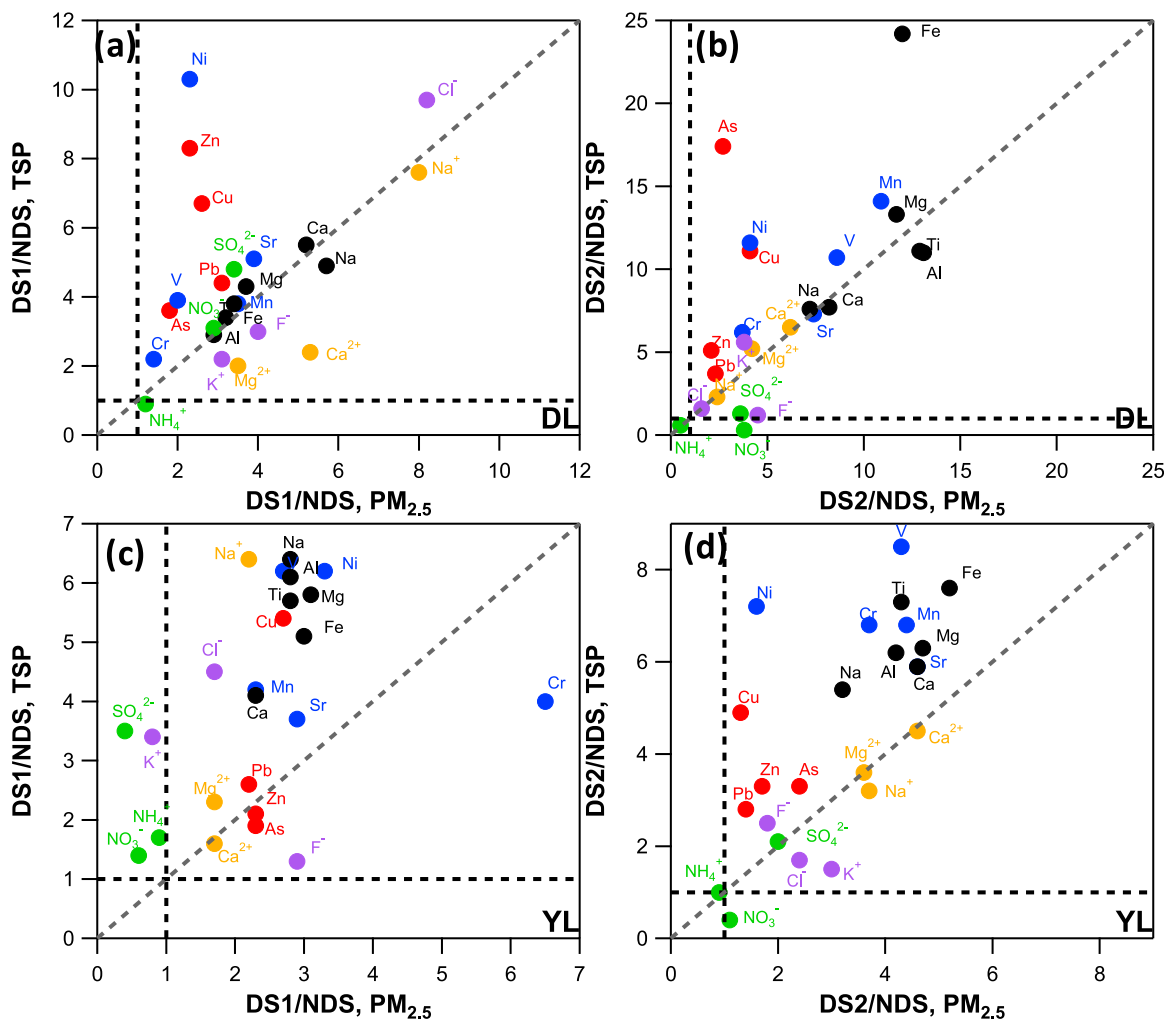 (a)
DS1/NDS, TSP
12
10
8
6
4
2
0
Ni
Cl⁻
Zn
Na⁺
Cu
SO₄²⁻
Sr
Ca
Pb
Mg
Na
V
NO₃⁻
Mn
As
Fe
F⁻
Al
Cr
K⁺
Mg²⁺
Ca²⁺
NH₄⁺
DL
0 2 4 6 8 10 12
DS1/NDS, PM₂.₅
(b)
DS2/NDS, TSP
25
20
15
10
5
0
Fe
As
Mn
Mg
Ni
Cu
V
Ti
Al
Na
Ca
Ca²⁺
Sr
Cr
Zn
K⁺
Mg²⁺
Pb
Na⁺
Cl⁻
SO₄²⁻
F⁻
NH₄⁺
NO₃⁻
DL
0 5 10 15 20 25
DS2/NDS, PM₂.₅
(c)
DS1/NDS, TSP
7
6
5
4
3
2
1
0
Na⁺
Na
V
Al
Ni
Ti
Mg
Cu
Fe
Cl⁻
Mn
Ca
Sr
Cr
SO₄²⁻
K⁺
Mg²⁺
Pb
Zn
As
NH₄⁺
NO₃⁻
Ca²⁺
F⁻
YL
0 1 2 3 4 5 6 7
DS1/NDS, PM₂.₅
(d)
DS2/NDS, TSP
8
6
4
2
0
V
Ni
Ti
Fe
Cr
Mn
Mg
Al
Sr
Ca
Na
Cu
Ca²⁺
Mg²⁺
Na⁺
Zn
As
Pb
F⁻
SO₄²⁻
Cl⁻
K⁺
NH₄⁺
NO₃⁻
YL
0 2 4 6 8
DS2/NDS, PM₂.₅